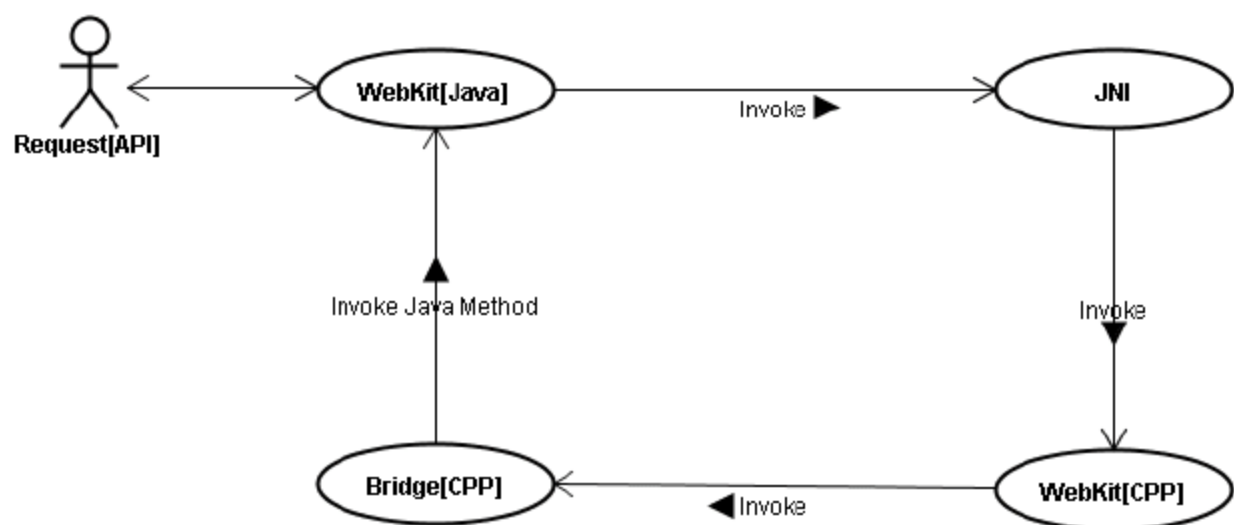 WebKit[Java]
JNI
Invoke
Request[API]
Invoke Java Method
Invoke
Bridge[CPP]
WebKit[CPP]
Invoke